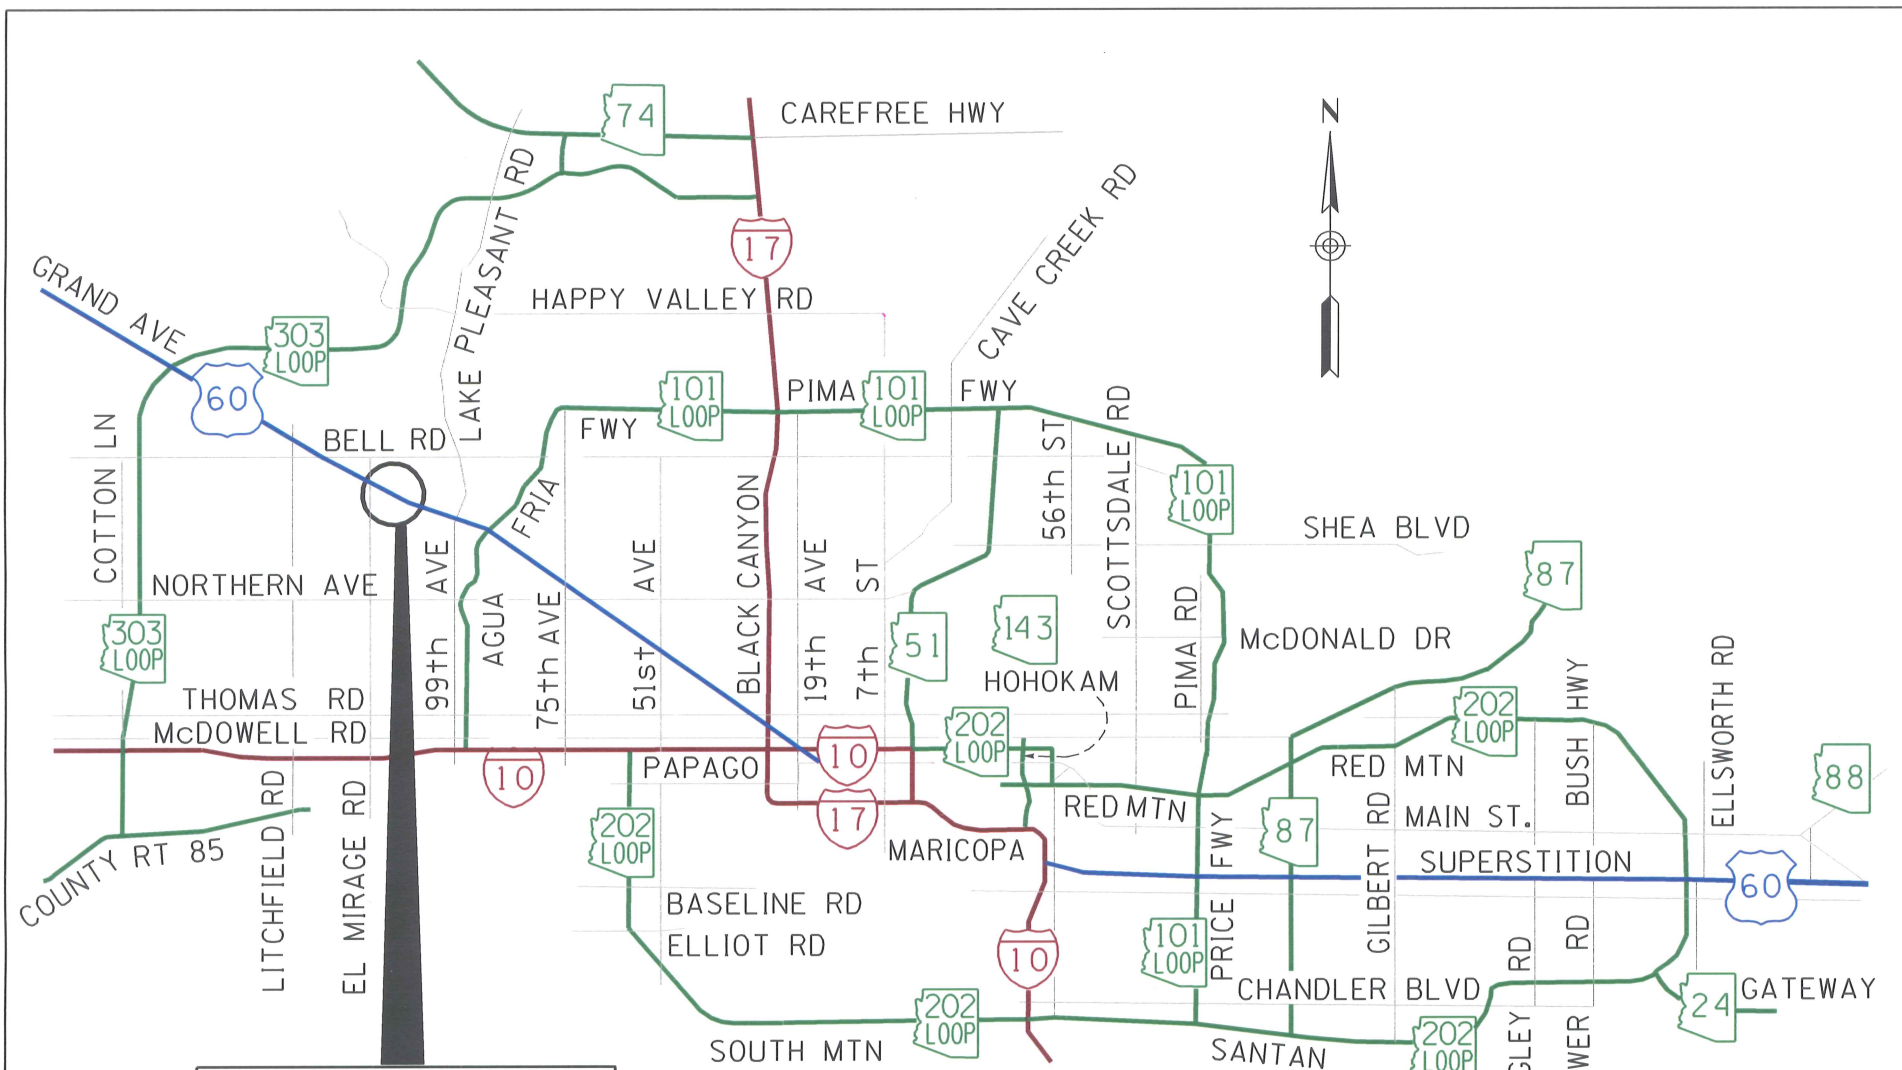 N
74
CAREFREE HWY
LAKE PLEASANT RD
17
CAVE CREEK RD
GRAND AVE
HAPPY VALLEY RD
303
LOOP
60
101
LOOP
PIMA
101
LOOP
FWY
FWY
BELL RD
COTTON LN
AGUA FRIA
BLACK CANYON
56th ST
SCOTTSDALE RD
101
LOOP
SHEA BLVD
87
NORTHERN AVE
99th AVE
75th AVE
51st AVE
19th AVE
7th ST
51
143
HOHOKAM
PIMA RD
McDONALD DR
303
LOOP
THOMAS RD
McDOWELL RD
202
LOOP
202
LOOP
BUSH HWY
ELLSWORTH RD
10
10
PAPAGO
RED MTN
88
17
RED MTN
LITCHFIELD RD
EL MIRAGE RD
COUNTY RT 85
202
LOOP
MARICOPA
PRICE FWY
87
GILBERT RD
MAIN ST.
SUPERSTITION
60
BASELINE RD
ELLIOT RD
10
101
LOOP
CHANDLER BLVD
RD
RD
24
GATEWAY
202
LOOP
SOUTH MTN
SANTAN
202
LOOP
GLEY
WER